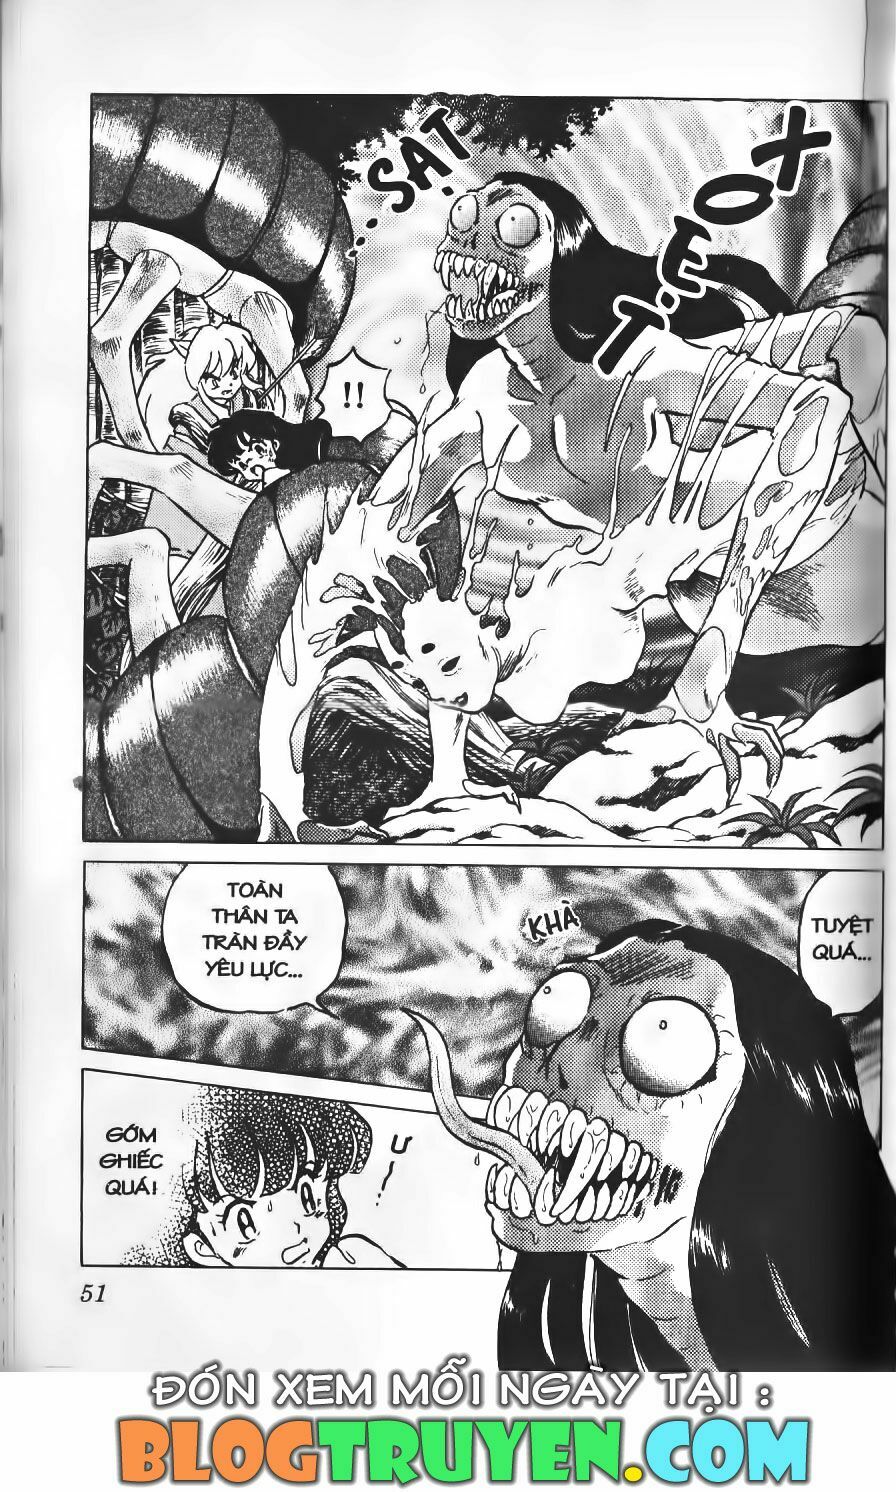 XOẸT
...SẠT
!!
TUYỆT
QUÁ...
KHÀ
TOÀN
THÂN TA
TRÀN ĐẦY
YÊU LỰC...
Ư...
GỚM
GHIẾC
QUÁ!
51
ĐÓN XEM MỖI NGÀY TẠI :
BLOGTRUYEN.COM